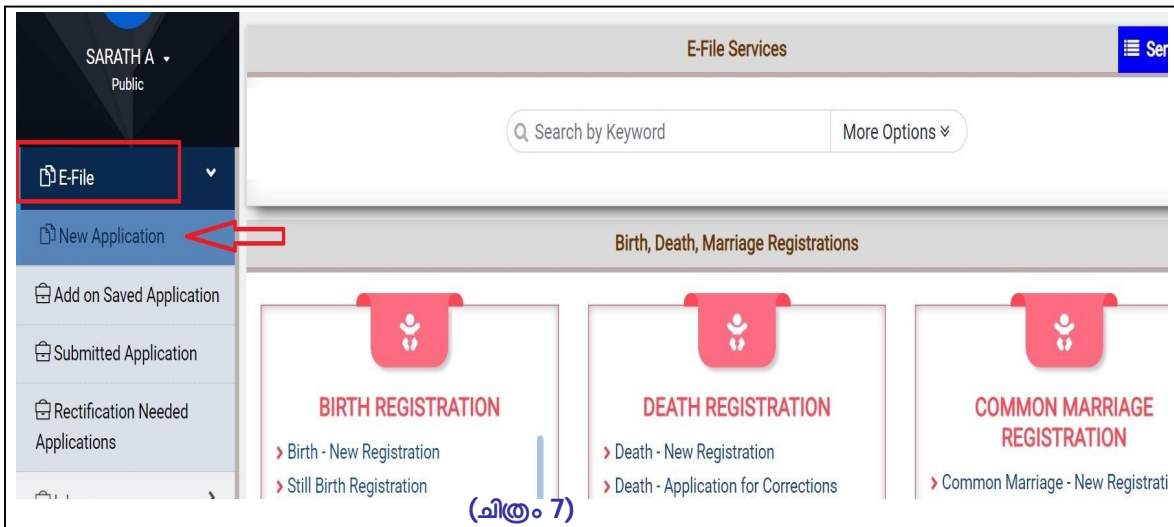 SARATH A
Public
E-File
New Application
Add on Saved Application
Submitted Application
Rectification Needed
Applications
E-File Services
Search by Keyword
More Options
Birth, Death, Marriage Registrations
BIRTH REGISTRATION
Birth - New Registration
Still Birth Registration
DEATH REGISTRATION
Death - New Registration
Death - Application for Corrections
COMMON MARRIAGE
REGISTRATION
Common Marriage - New Registrati
(ചിത്രം 7)